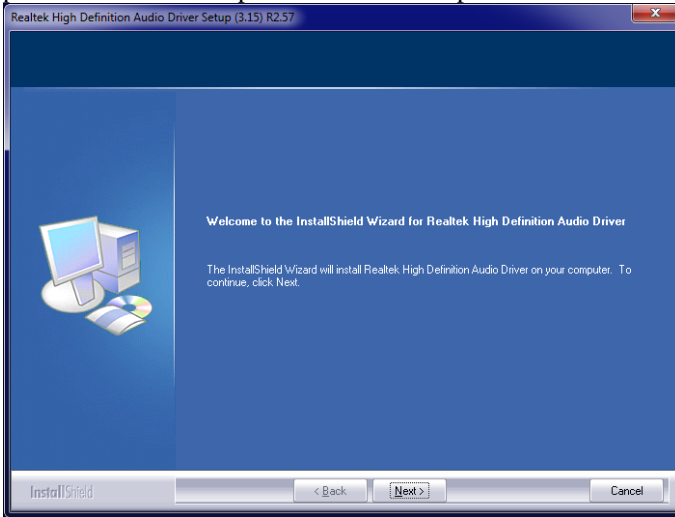 Realtek High Definition Audio Driver Setup (3.15) R2.57
Welcome to the InstallShield Wizard for Realtek High Definition Audio Driver
The InstallShield Wizard will install Realtek High Definition Audio Driver on your computer. To
continue, click Next.
InstallShield
< Back
Next >
Cancel